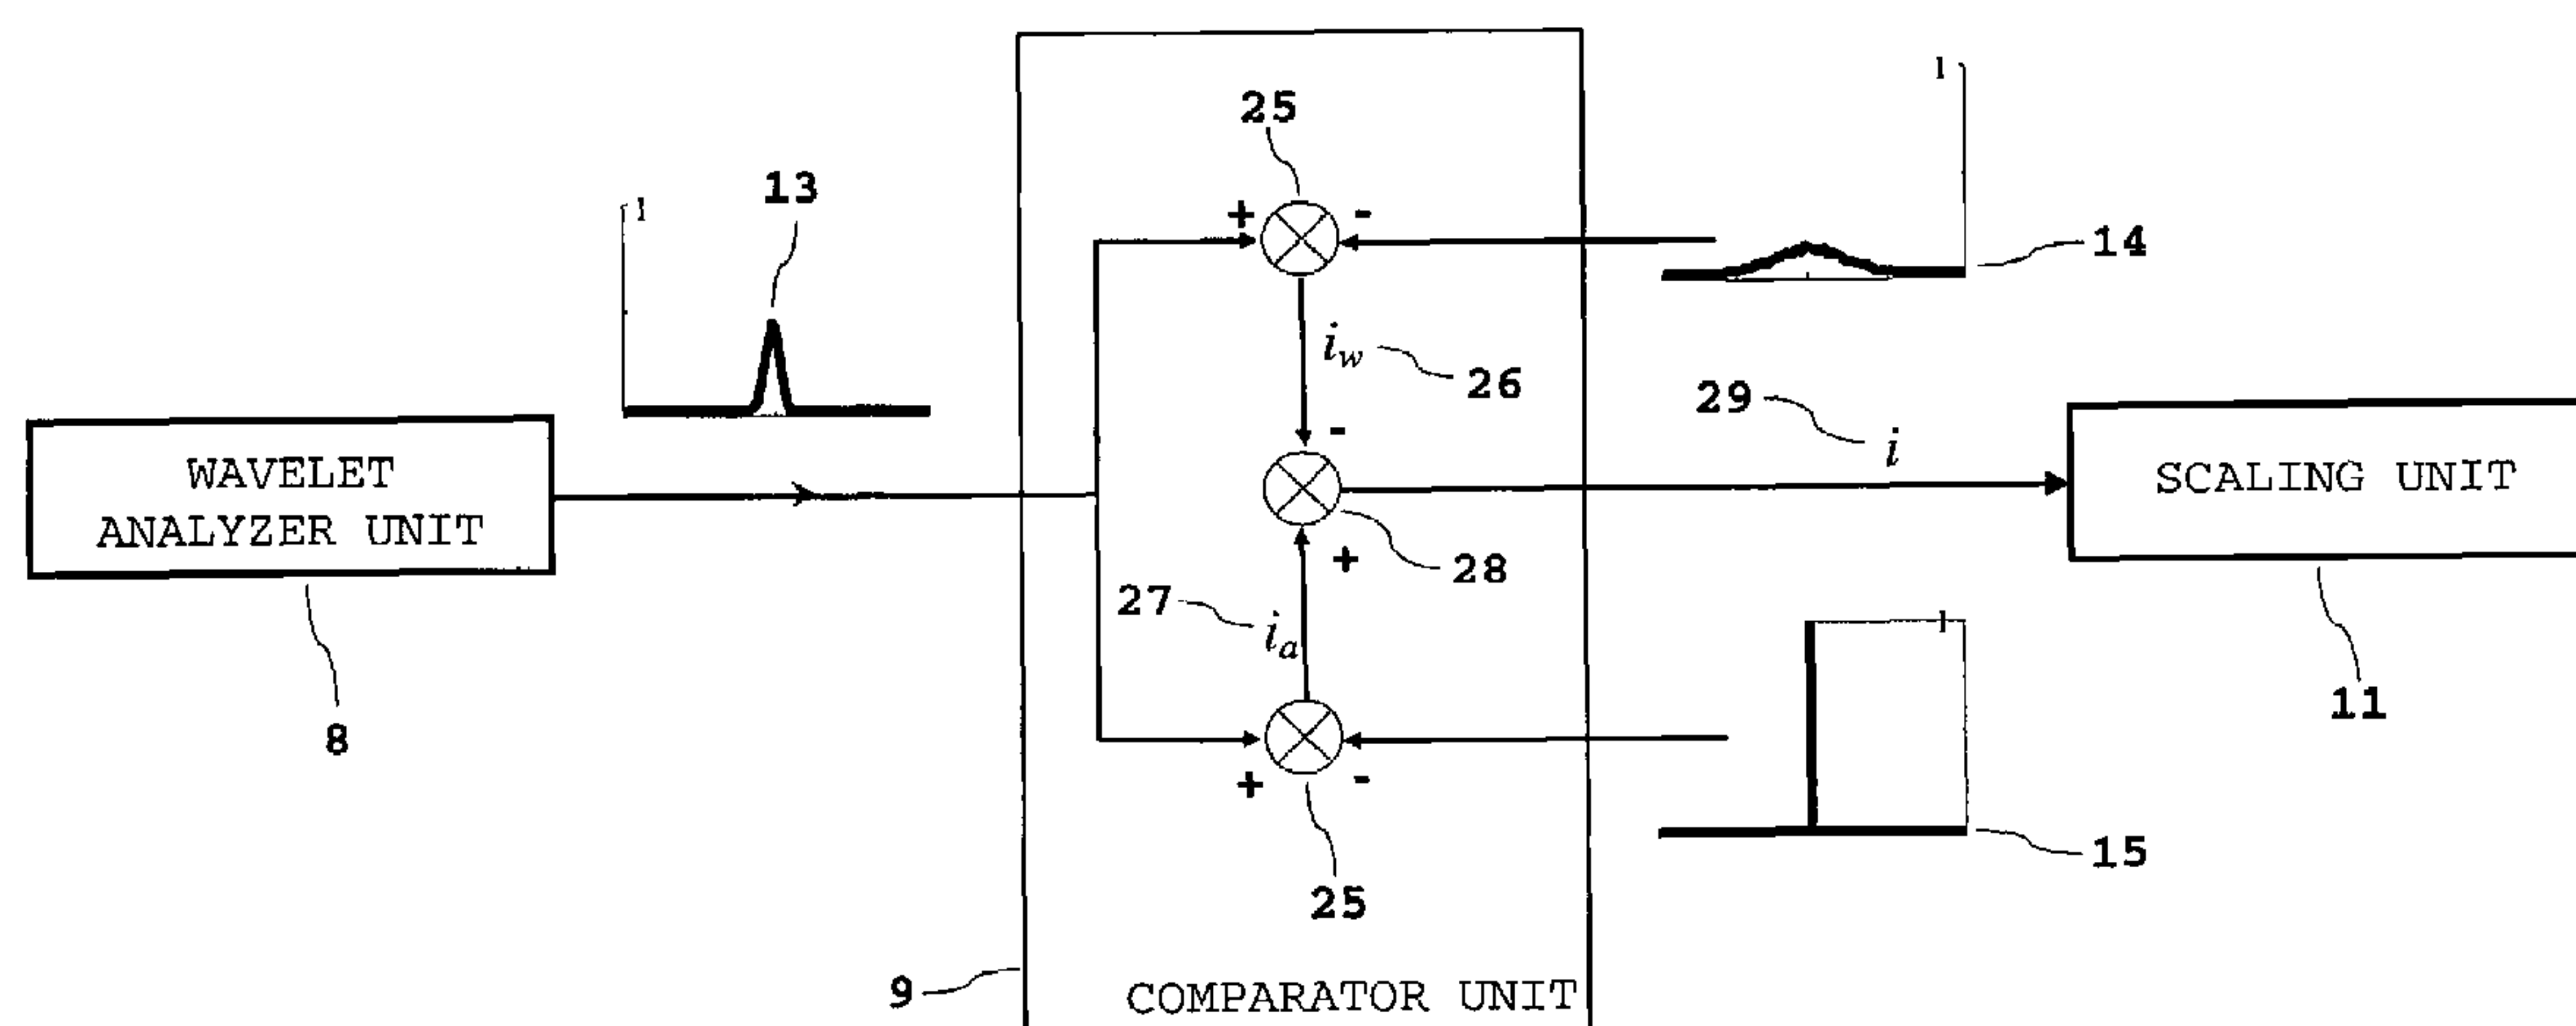 25
1
13
1
+ -
14
i_w
26
29
i
-
WAVELET
ANALYZER UNIT
SCALING UNIT
+
28
27
i_a
1
11
8
+ -
15
25
9
COMPARATOR UNIT